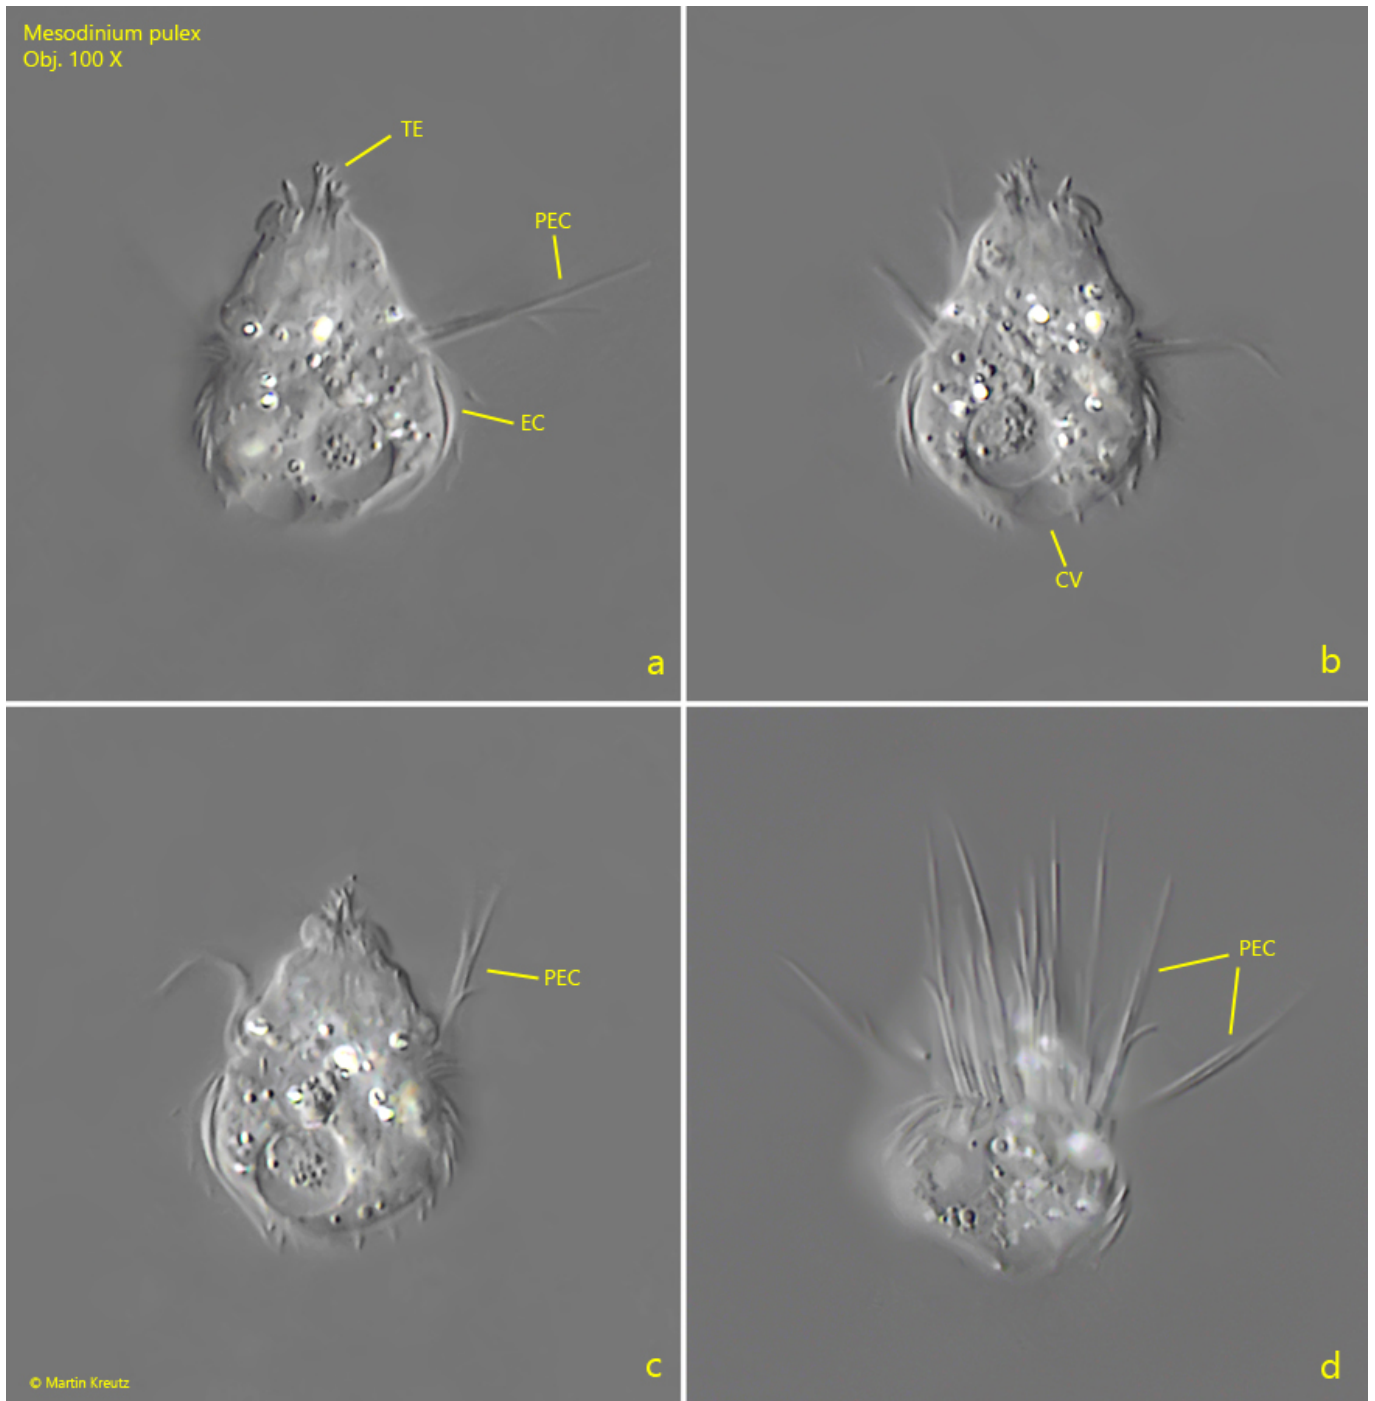 Mesodinium pulex
Obj. 100 X
TE
PEC
EC
a
CV
b
PEC
c
© Martin Kreutz
PEC
d